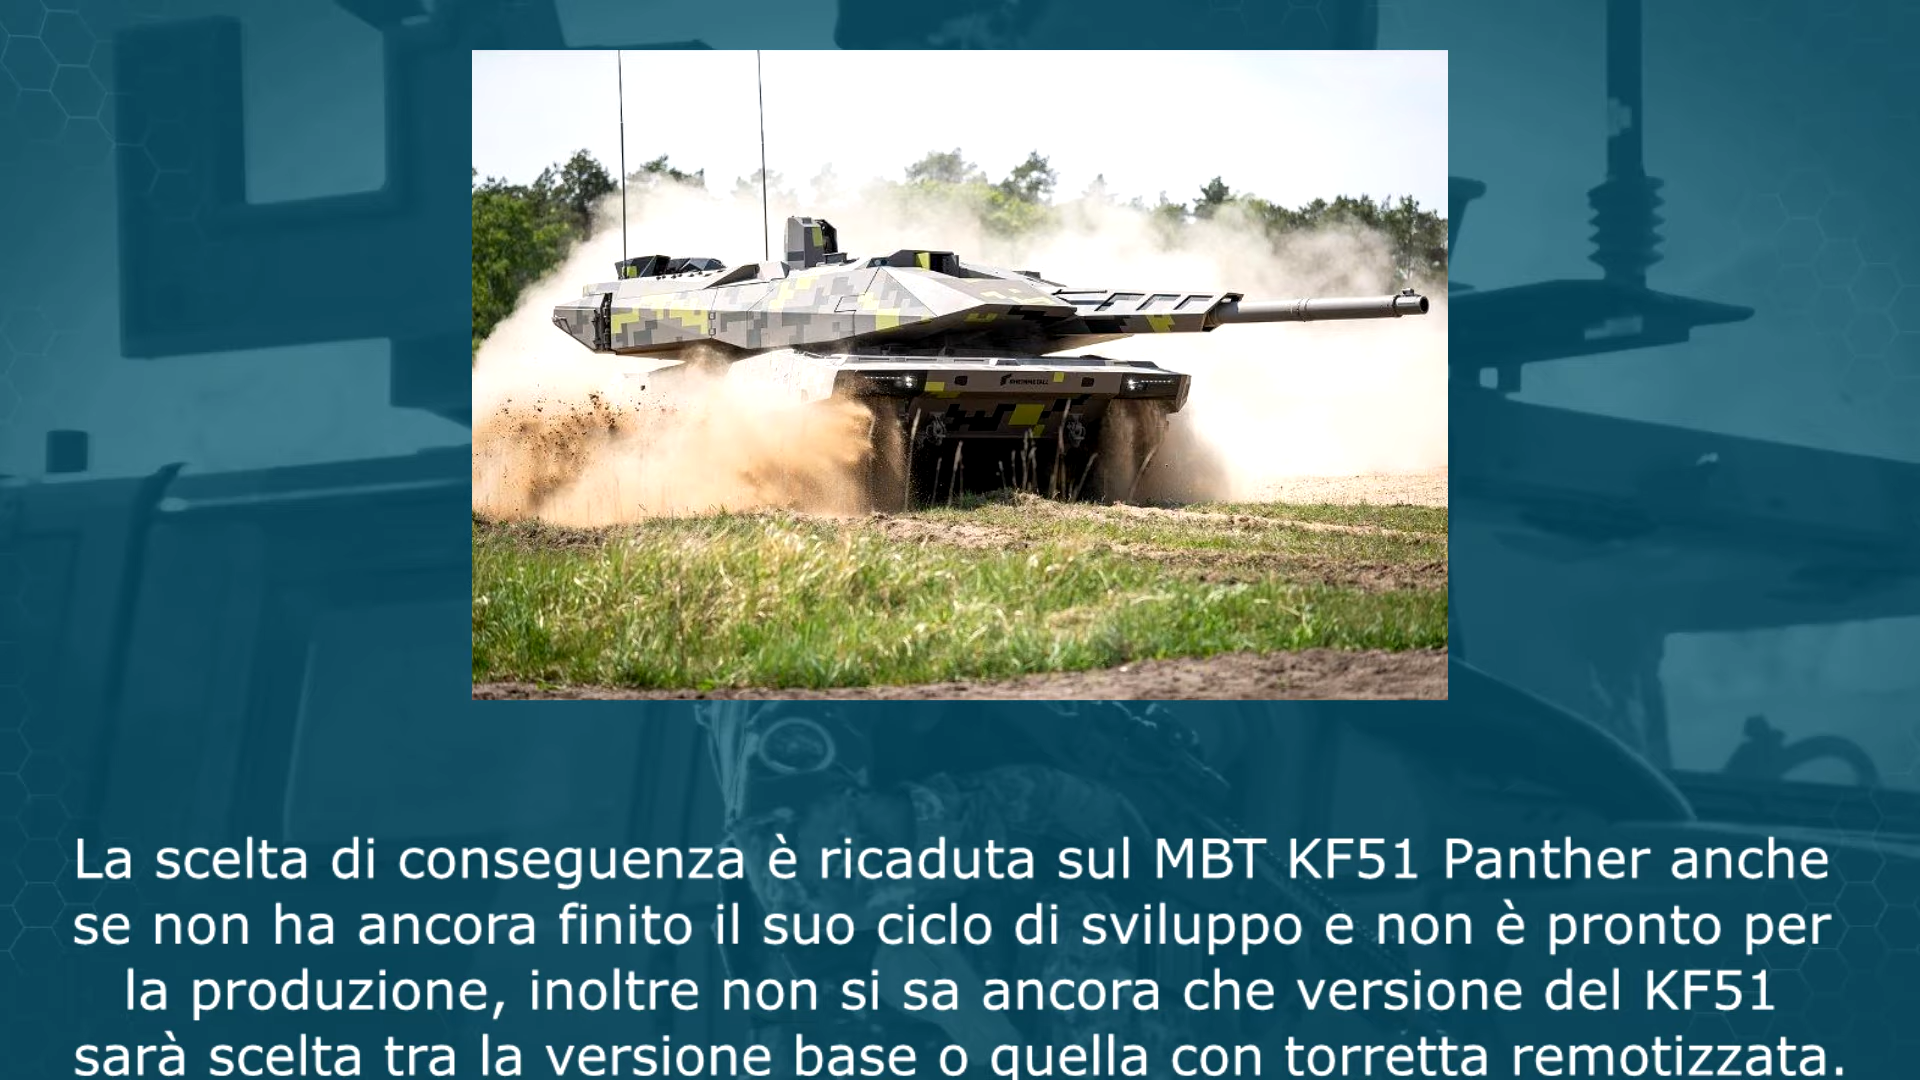 RHEINMETALL
La scelta di conseguenza è ricaduta sul MBT KF51 Panther anche
se non ha ancora finito il suo ciclo di sviluppo e non è pronto per
la produzione, inoltre non si sa ancora che versione del KF51
sarà scelta tra la versione base o quella con torretta remotizzata.